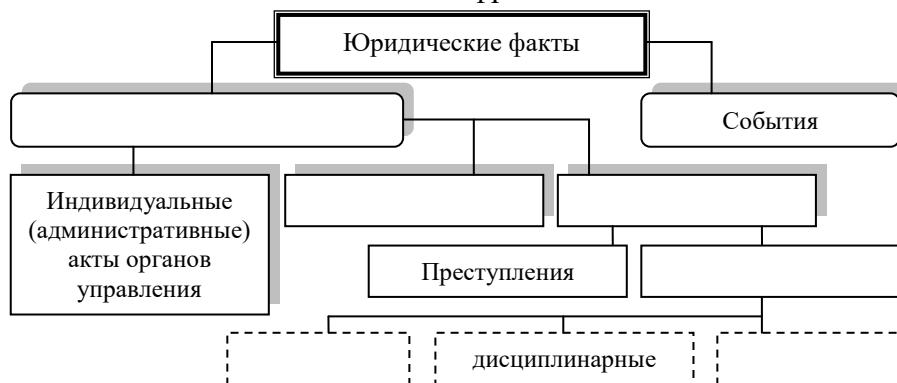 Юридические факты
События
Индивидуальные
(административные)
акты органов
управления
Преступления
дисциплинарные